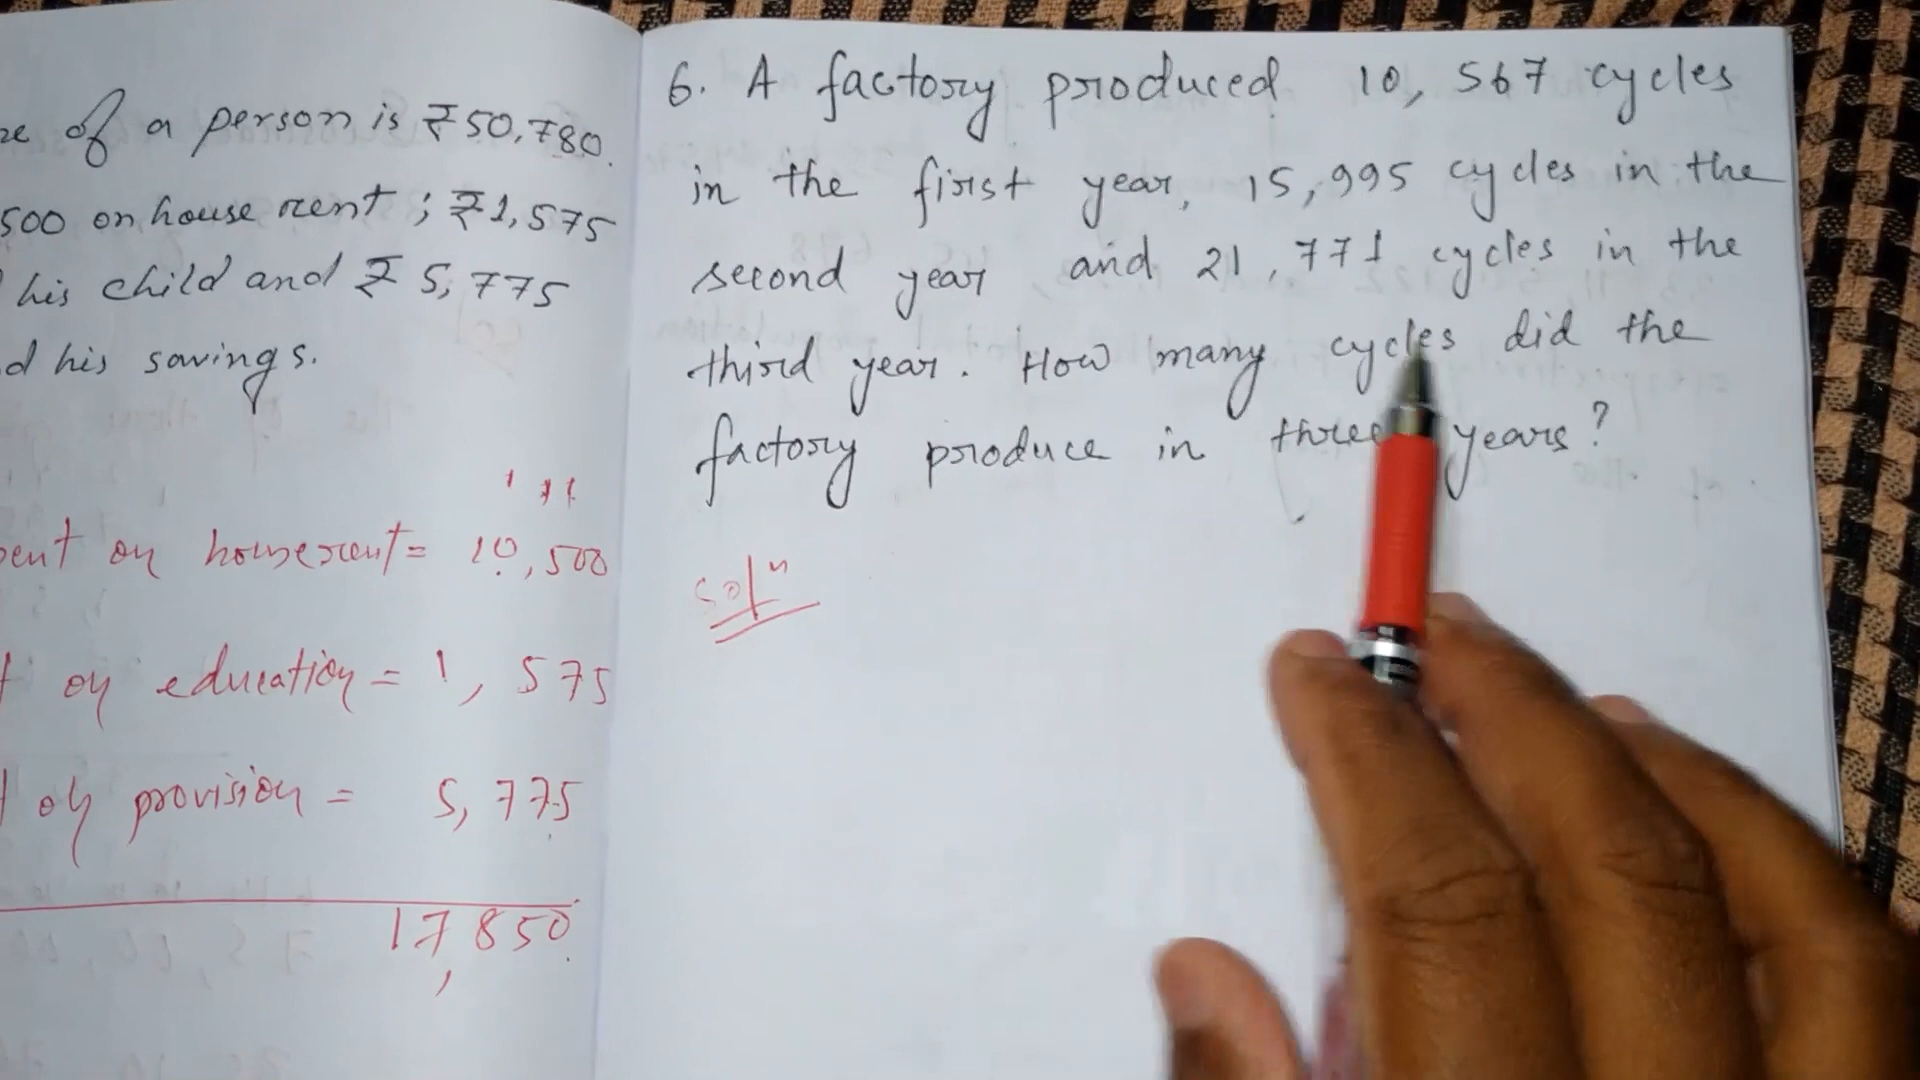 of a person is ₹50,780.
500 on house rent ; ₹1,575
his child and ₹ 5,775
d his savings.
on houserent = 10,500
on education = 1,575
on provision = 5,775
17,850
6. A factory produced 10,567 cycles
in the first year, 15,995 cycles in the
second year and 21,771 cycles in the
third year. How many cycles did the
factory produce in three years?
Solⁿ